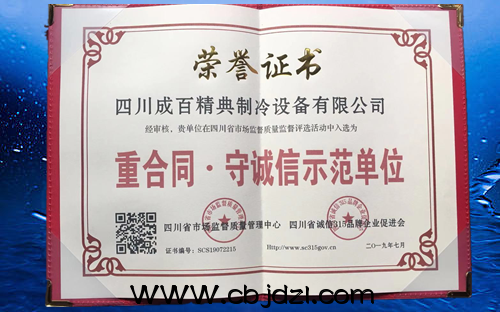 荣誉证书
四川成百精典制冷设备有限公司
经审核、贵单位在四川省市场监督质量监督评选活动中入选为
重合同·守诚信示范单位
四川省市场监督质量管理中心 四川省诚信315品牌企业促进会
证书编号：SCS19072215 Http://www.sc315gov.cn 二〇一九年七月
www.cbjdzl.com